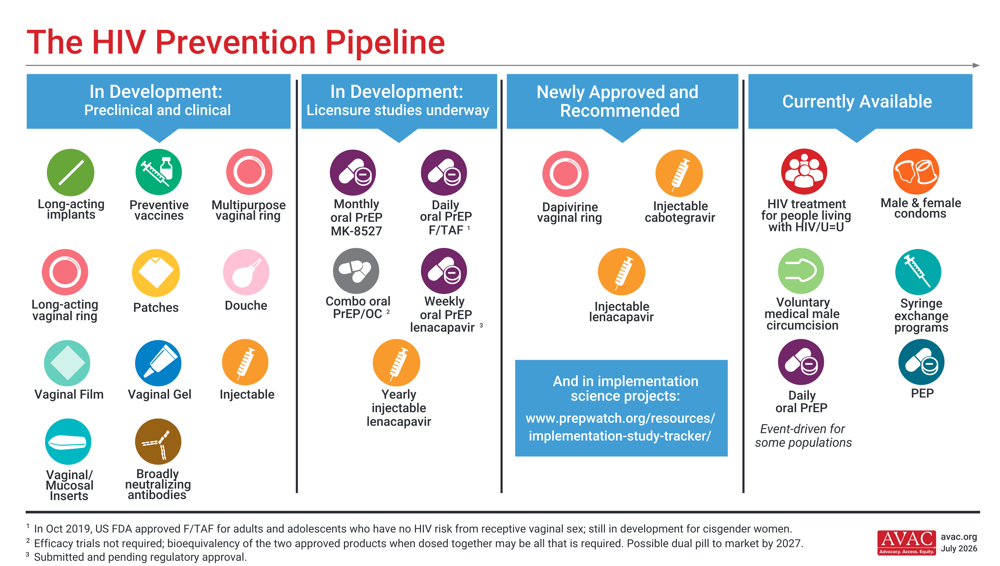 The HIV Prevention Pipeline
In Development:
Preclinical and clinical
Long-acting
implants
Preventive
vaccines
Multipurpose
vaginal ring
Long-acting
vaginal ring
Patches
Douche
Vaginal Film
Vaginal Gel
Injectable
Vaginal/
Mucosal
Inserts
Broadly
neutralizing
antibodies
In Development:
Licensure studies underway
Monthly
oral PrEP
MK-8527
Daily
oral PrEP
F/TAF ¹
Combo oral
PrEP/OC ²
Weekly
oral PrEP
lenacapavir ³
Yearly
injectable
lenacapavir
Newly Approved and
Recommended
Dapivirine
vaginal ring
Injectable
cabotegravir
Injectable
lenacapavir
And in implementation
science projects:
www.prepwatch.org/resources/
implementation-study-tracker/
Currently Available
HIV treatment
for people living
with HIV/U=U
Male & female
condoms
Voluntary
medical male
circumcision
Syringe
exchange
programs
Daily
oral PrEP
Event-driven for
some populations
PEP
¹ In Oct 2019, US FDA approved F/TAF for adults and adolescents who have no HIV risk from receptive vaginal sex; still in development for cisgender women.
² Efficacy trials not required; bioequivalency of the two approved products when dosed together may be all that is required. Possible dual pill to market by 2027.
³ Submitted and pending regulatory approval.
AVAC
Advocacy. Access. Equity.
avac.org
July 2026